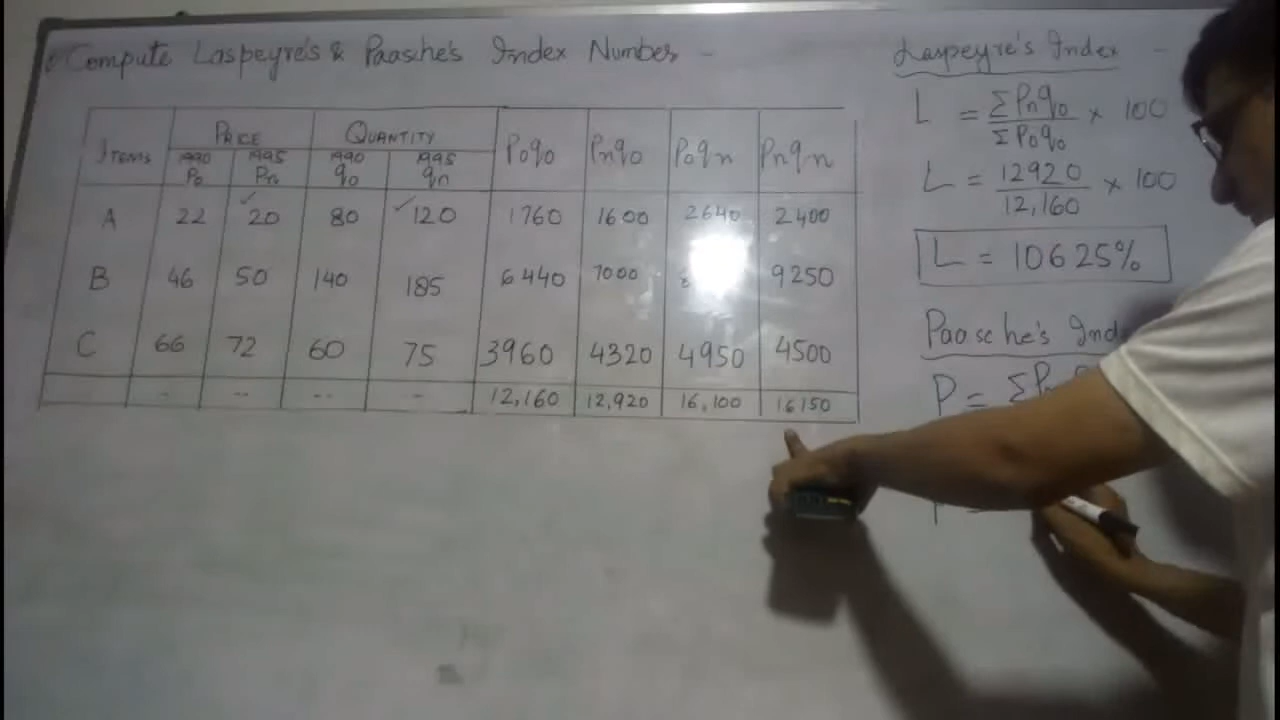 Compute Laspeyre's & Paasche's Index Number -
ITEMS PRICE QUANTITY P0q0 Pnq0 P0qn Pnqn
1990 P0 1995 Pn 1990 q0 1995 qn
A 22 20 80 120 1760 1600 2640 2400
B 46 50 140 185 6440 7000 9250
C 66 72 60 75 3960 4320 4950 4500
- -- -- - 12,160 12,920 16,100 16150
Laspeyre's Index -
L = ΣPnq0 / ΣP0q0 × 100
L = 12920 / 12,160 × 100
L = 106 25%
Paasche's
P = Σ
P =